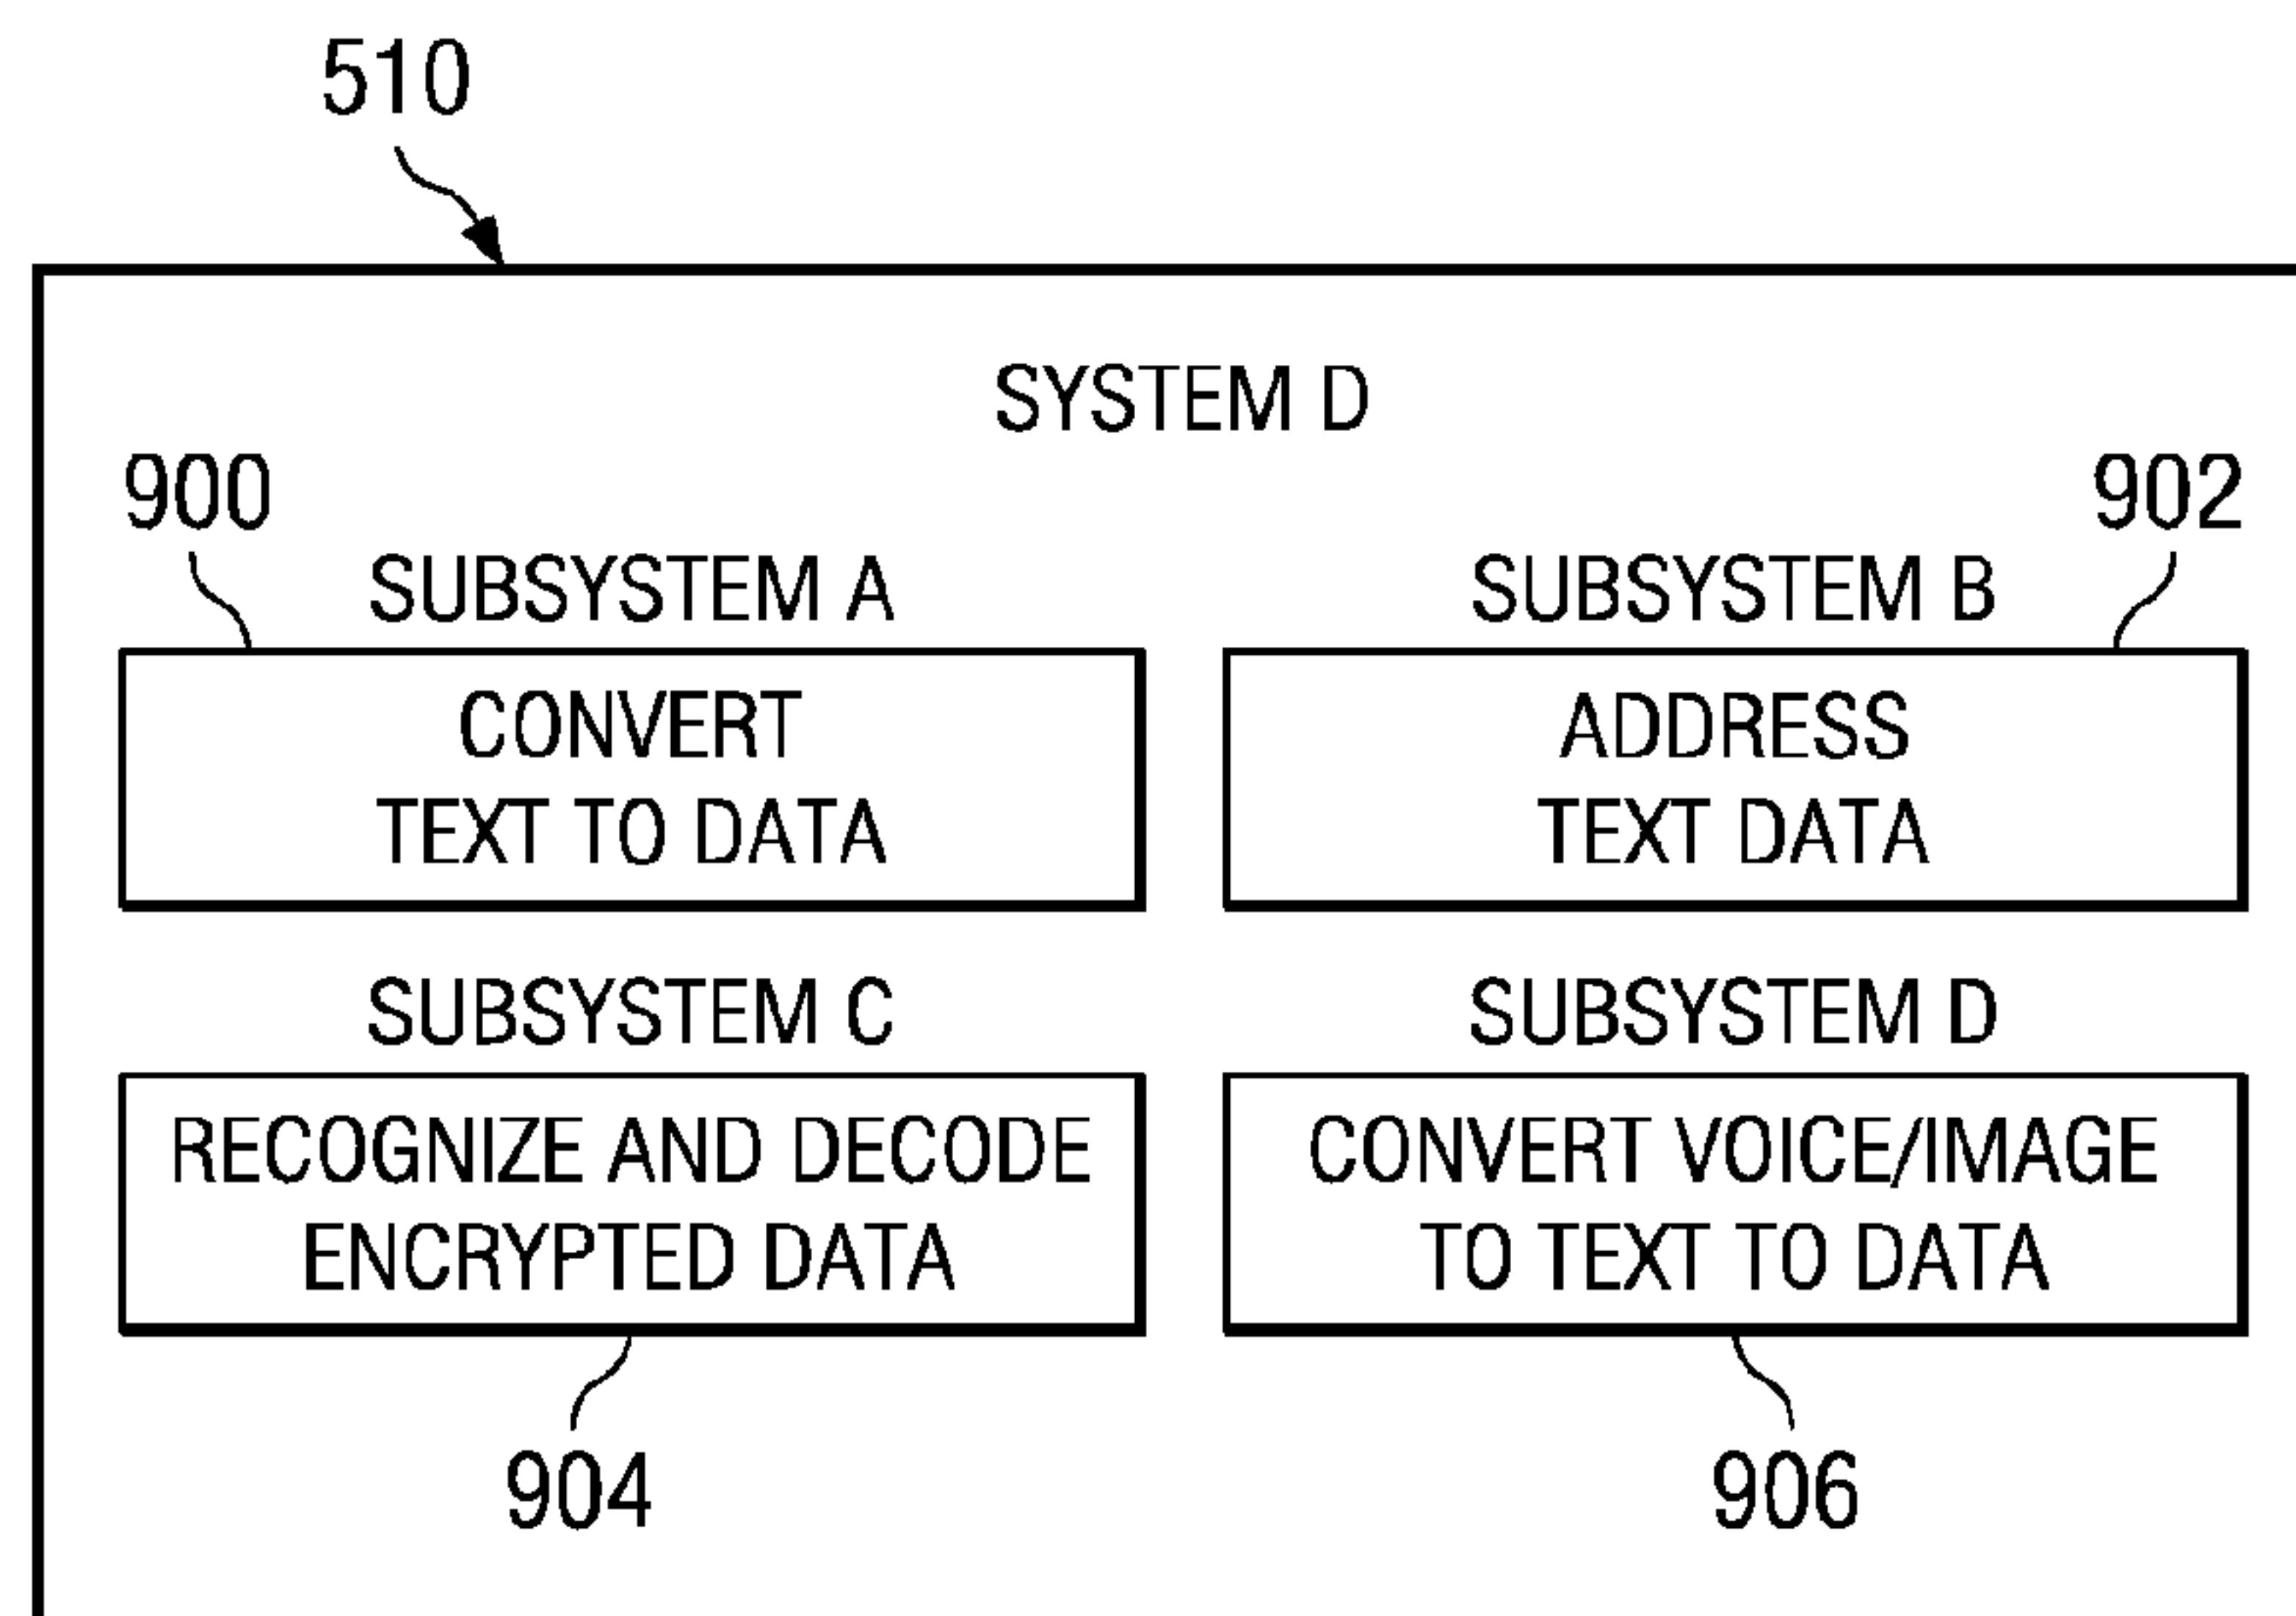 510
SYSTEM D
900
902
SUBSYSTEM A
SUBSYSTEM B
CONVERT
TEXT TO DATA
ADDRESS
TEXT DATA
SUBSYSTEM C
SUBSYSTEM D
RECOGNIZE AND DECODE
ENCRYPTED DATA
CONVERT VOICE/IMAGE
TO TEXT TO DATA
904
906